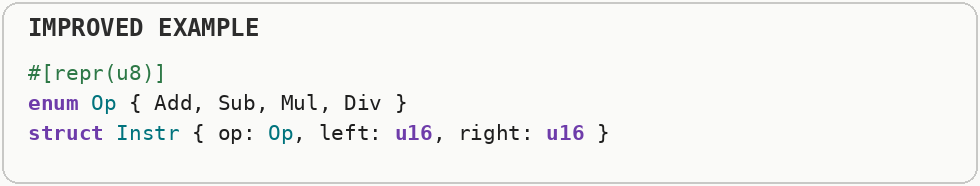 IMPROVED EXAMPLE
#[repr(u8)]
enum Op { Add, Sub, Mul, Div }
struct Instr { op: Op, left: u16, right: u16 }